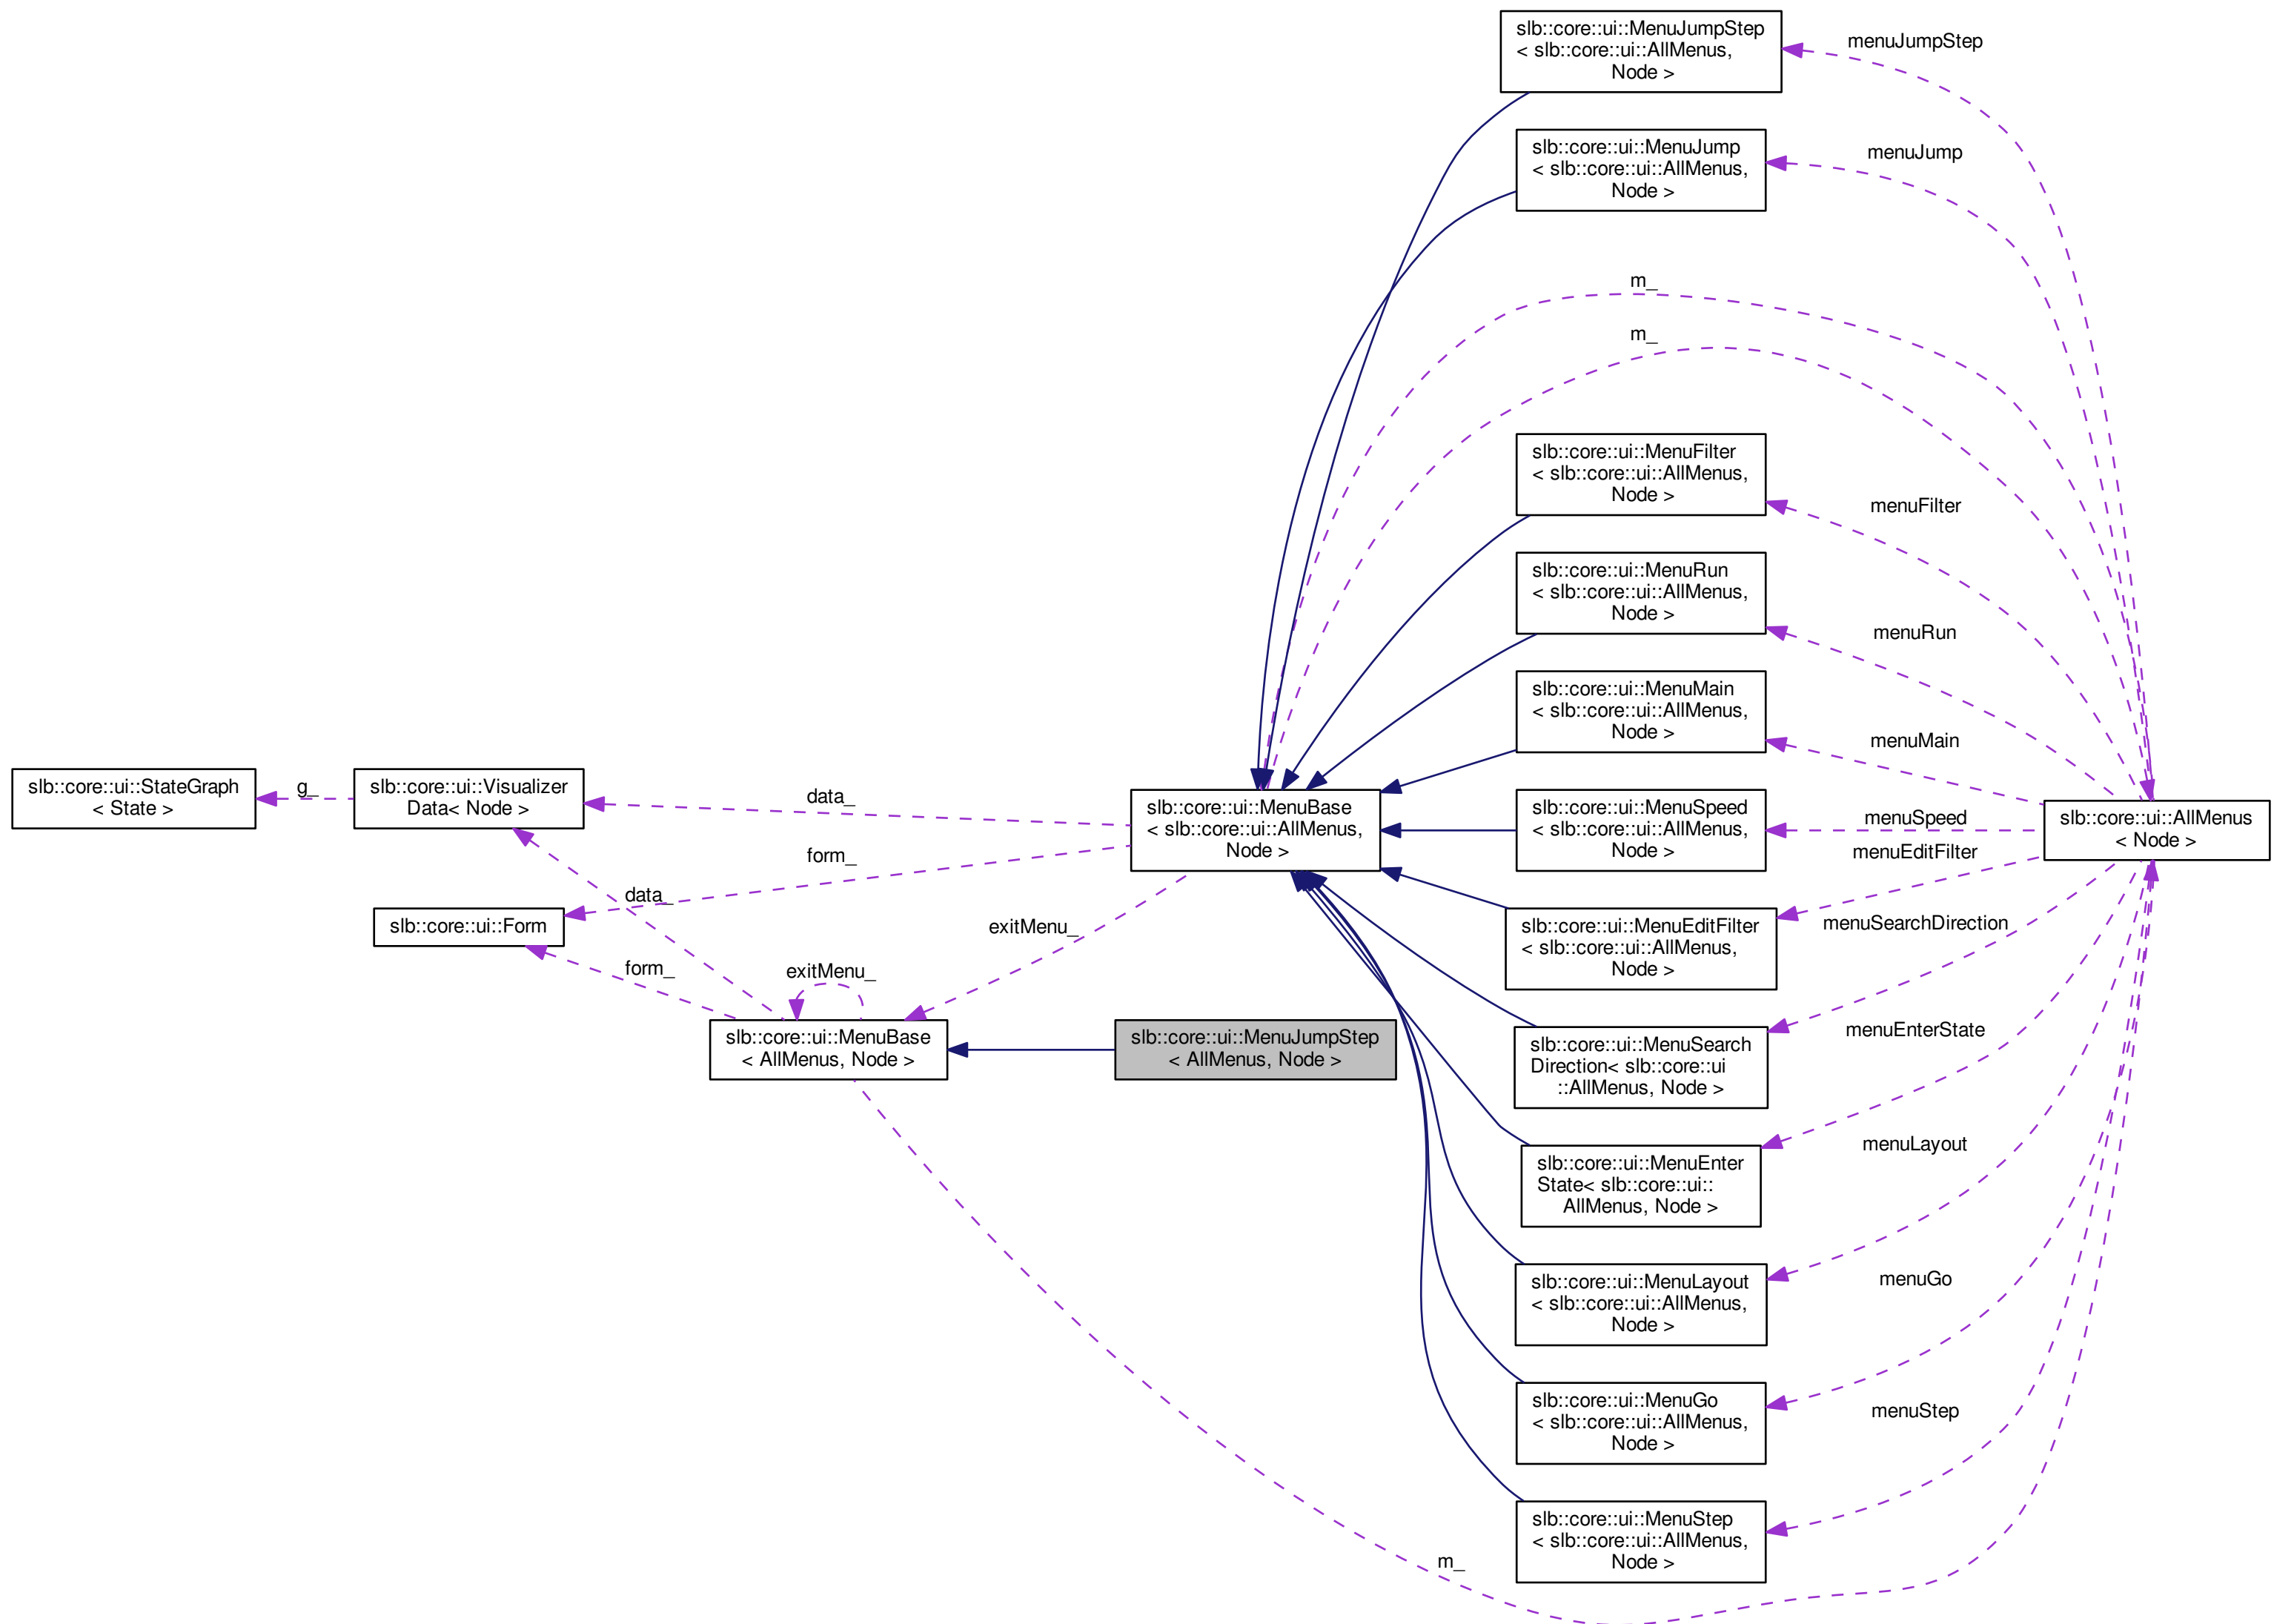 slb::core::ui::MenuJumpStep
< slb::core::ui::AllMenus,
Node >
menuJumpStep
slb::core::ui::MenuJump
< slb::core::ui::AllMenus,
Node >
menuJump
m_
m_
slb::core::ui::MenuFilter
< slb::core::ui::AllMenus,
Node >
menuFilter
slb::core::ui::MenuRun
< slb::core::ui::AllMenus,
Node >
menuRun
slb::core::ui::MenuMain
< slb::core::ui::AllMenus,
Node >
menuMain
slb::core::ui::StateGraph
< State >
g_
slb::core::ui::Visualizer
Data< Node >
data_
slb::core::ui::MenuBase
< slb::core::ui::AllMenus,
Node >
slb::core::ui::MenuSpeed
< slb::core::ui::AllMenus,
Node >
menuSpeed
slb::core::ui::AllMenus
< Node >
menuEditFilter
form_
data_
slb::core::ui::Form
exitMenu_
slb::core::ui::MenuEditFilter
< slb::core::ui::AllMenus,
Node >
menuSearchDirection
form_
exitMenu_
slb::core::ui::MenuBase
< AllMenus, Node >
slb::core::ui::MenuJumpStep
< AllMenus, Node >
slb::core::ui::MenuSearch
Direction< slb::core::ui
::AllMenus, Node >
menuEnterState
slb::core::ui::MenuEnter
State< slb::core::ui::
AllMenus, Node >
menuLayout
slb::core::ui::MenuLayout
< slb::core::ui::AllMenus,
Node >
menuGo
slb::core::ui::MenuGo
< slb::core::ui::AllMenus,
Node >
menuStep
slb::core::ui::MenuStep
< slb::core::ui::AllMenus,
Node >
m_